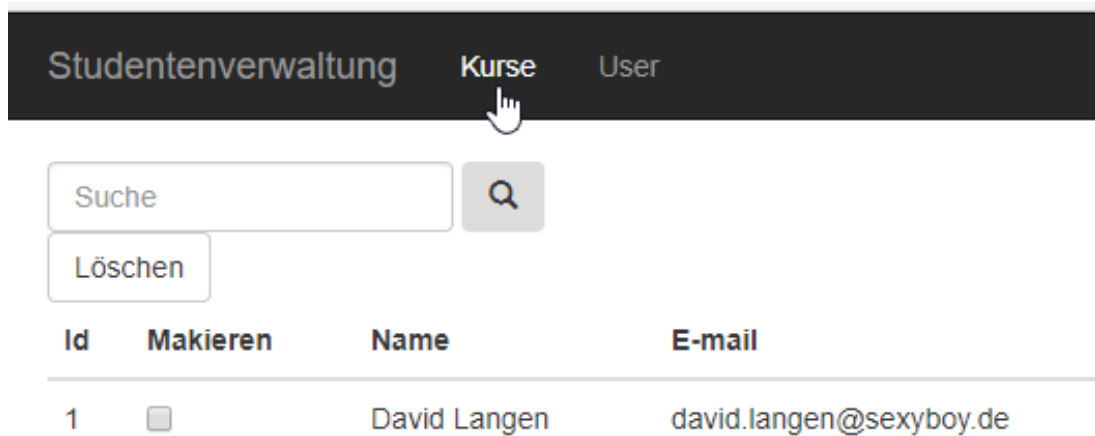 Studentenverwaltung Kurse User
Suche
Löschen
Id Makieren Name E-mail
1 David Langen david.langen@sexyboy.de